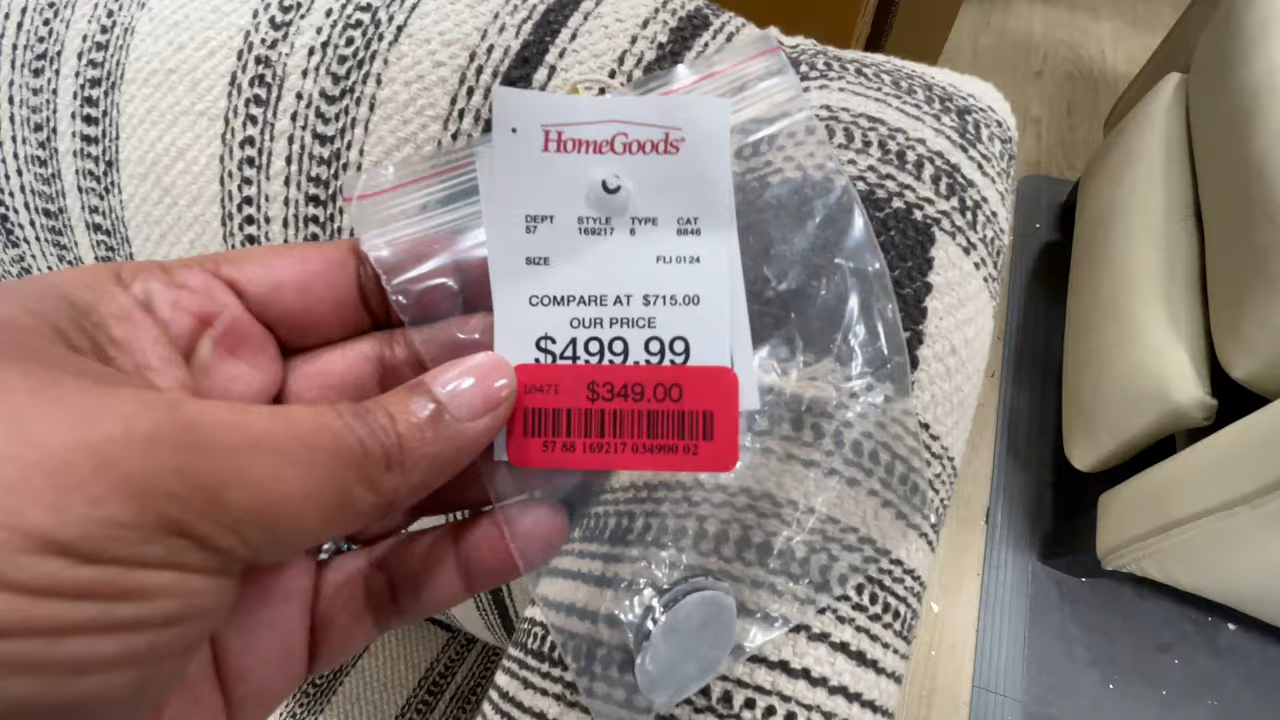 HomeGoods®
DEPT STYLE TYPE CAT
57 169217 6 8846
SIZE FLI 0124
COMPARE AT $715.00
OUR PRICE
$499.99
10471 $349.00
57 88 169217 034900 02